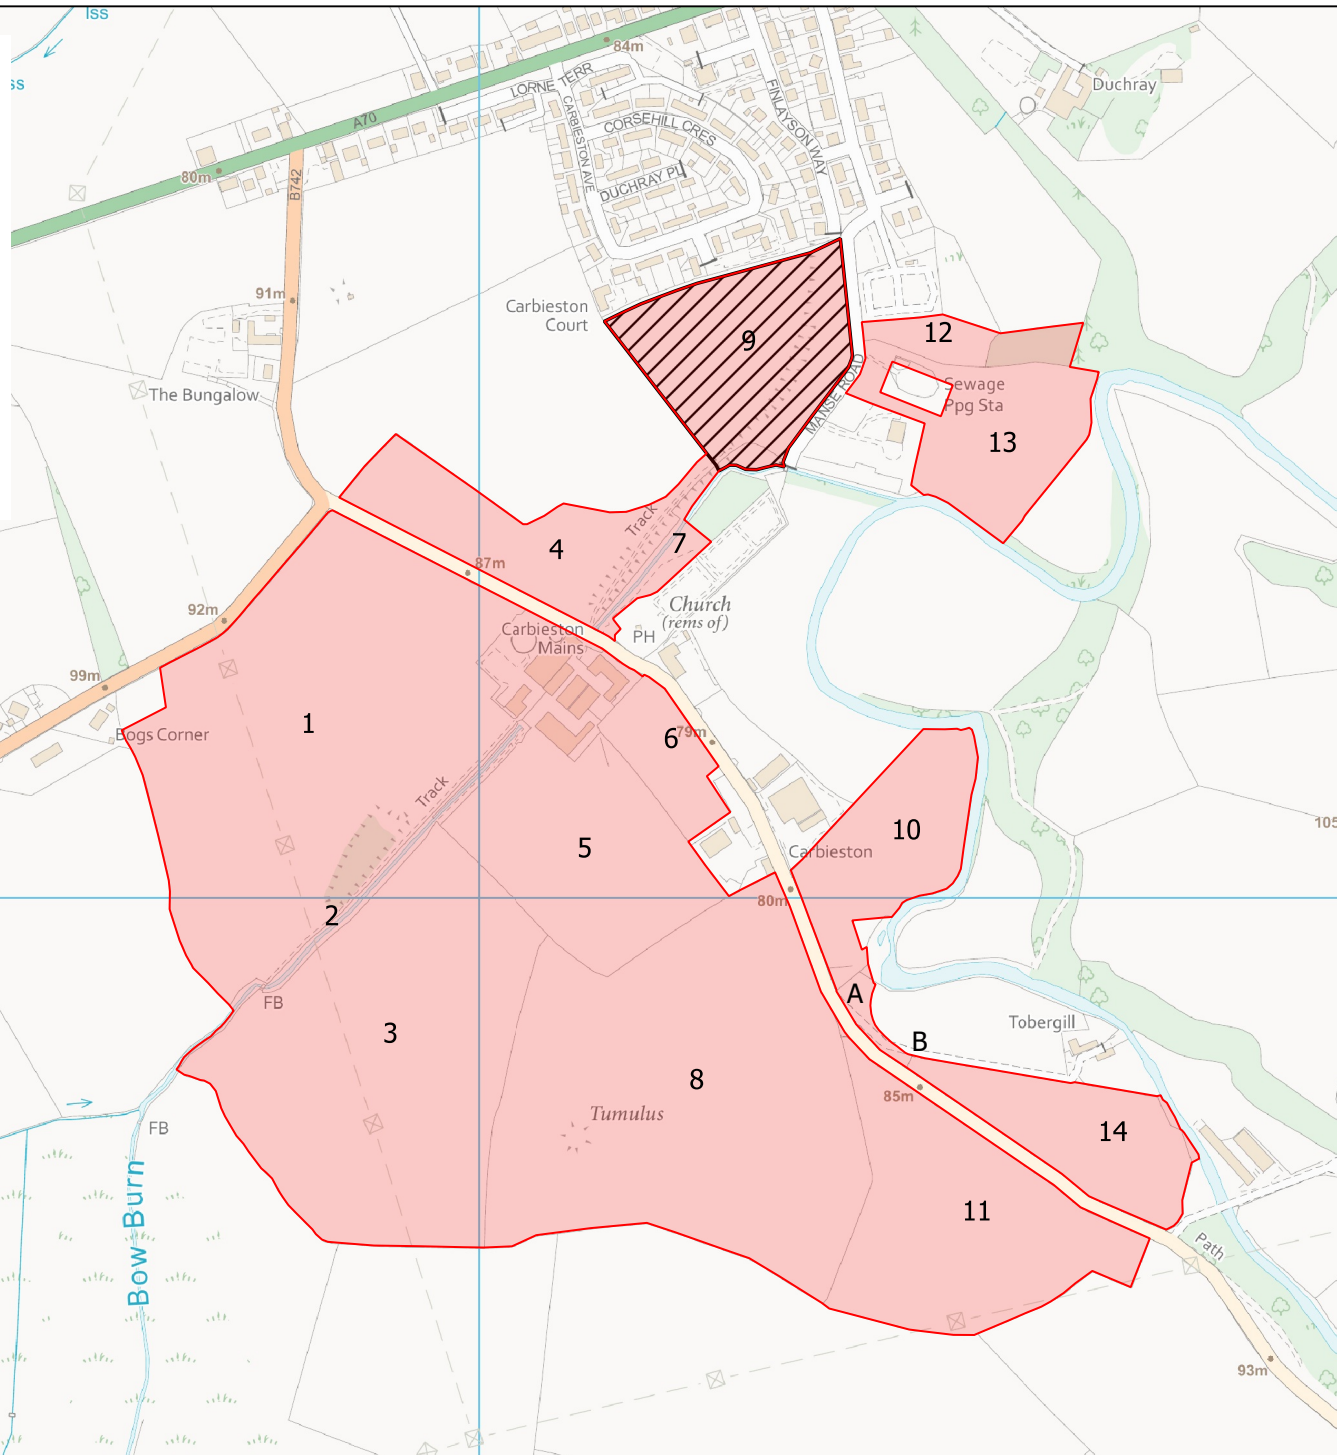 Iss
ss
84m
LORNE TERR
Duchray
FINLAYSON WAY
CARBIESTON AVE
A70
CORSEHILL CRES
80m
B742
DUCHRAY PL
91m
Carbieston
Court
9
12
MANSE ROAD
Sewage
Ppg Sta
The Bungalow
13
Track
4
7
87m
92m
Church
(rems of)
Carbieston
Mains
PH
99m
1
Bogs Corner
6
79m
Track
10
105
5
Carbieston
80m
2
FB
A
Tobergill
3
B
8
85m
Tumulus
FB
14
11
Bow Burn
Path
93m